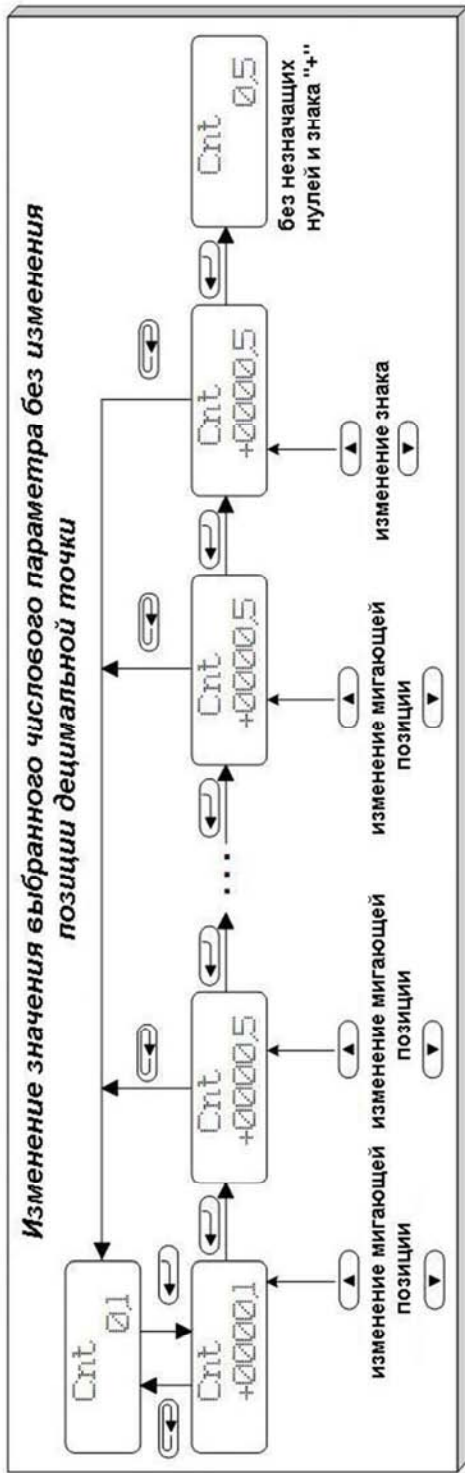 Изменение значения выбранного числового параметра без изменения
позиции децимальной точки
Cnt
0,1
Cnt
+0000,1
Cnt
+0000,5
...
Cnt
+0000,5
Cnt
+0000,5
Cnt
0,5
изменение мигающей
позиции
изменение мигающей
позиции
изменение мигающей
позиции
изменение знака
без незначащих
нулей и знака "+"